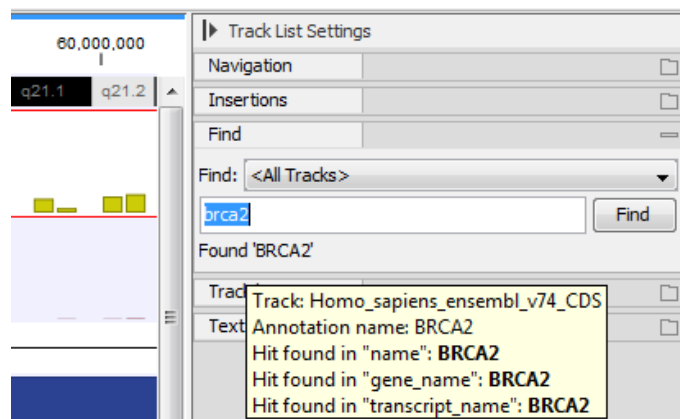 60,000,000
q21.1
q21.2
Track List Settings
Navigation
Insertions
Find
Find: <All Tracks>
brca2
Find
Found 'BRCA2'
Track
Text
Track: Homo_sapiens_ensembl_v74_CDS
Annotation name: BRCA2
Hit found in "name": BRCA2
Hit found in "gene_name": BRCA2
Hit found in "transcript_name": BRCA2